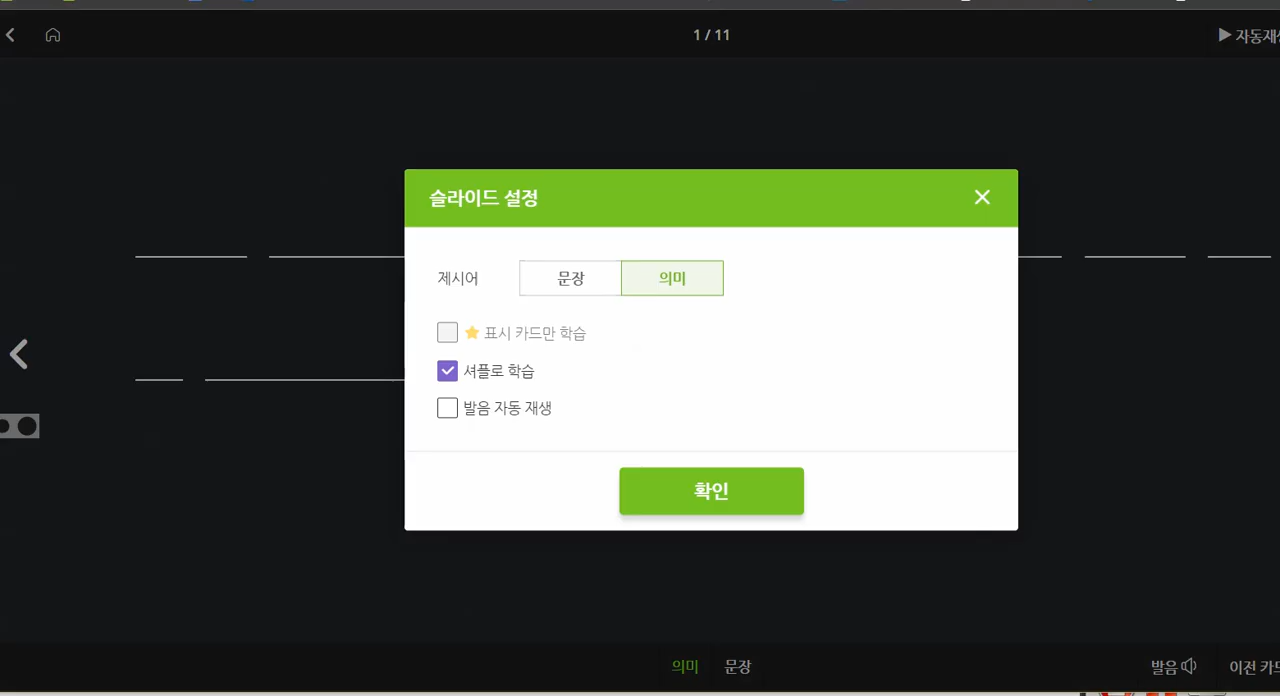 1 / 11
▶ 자동재생
슬라이드 설정
제시어 문장 의미
표시 카드만 학습
셔플로 학습
발음 자동 재생
확인
의미 문장 발음 이전 카드